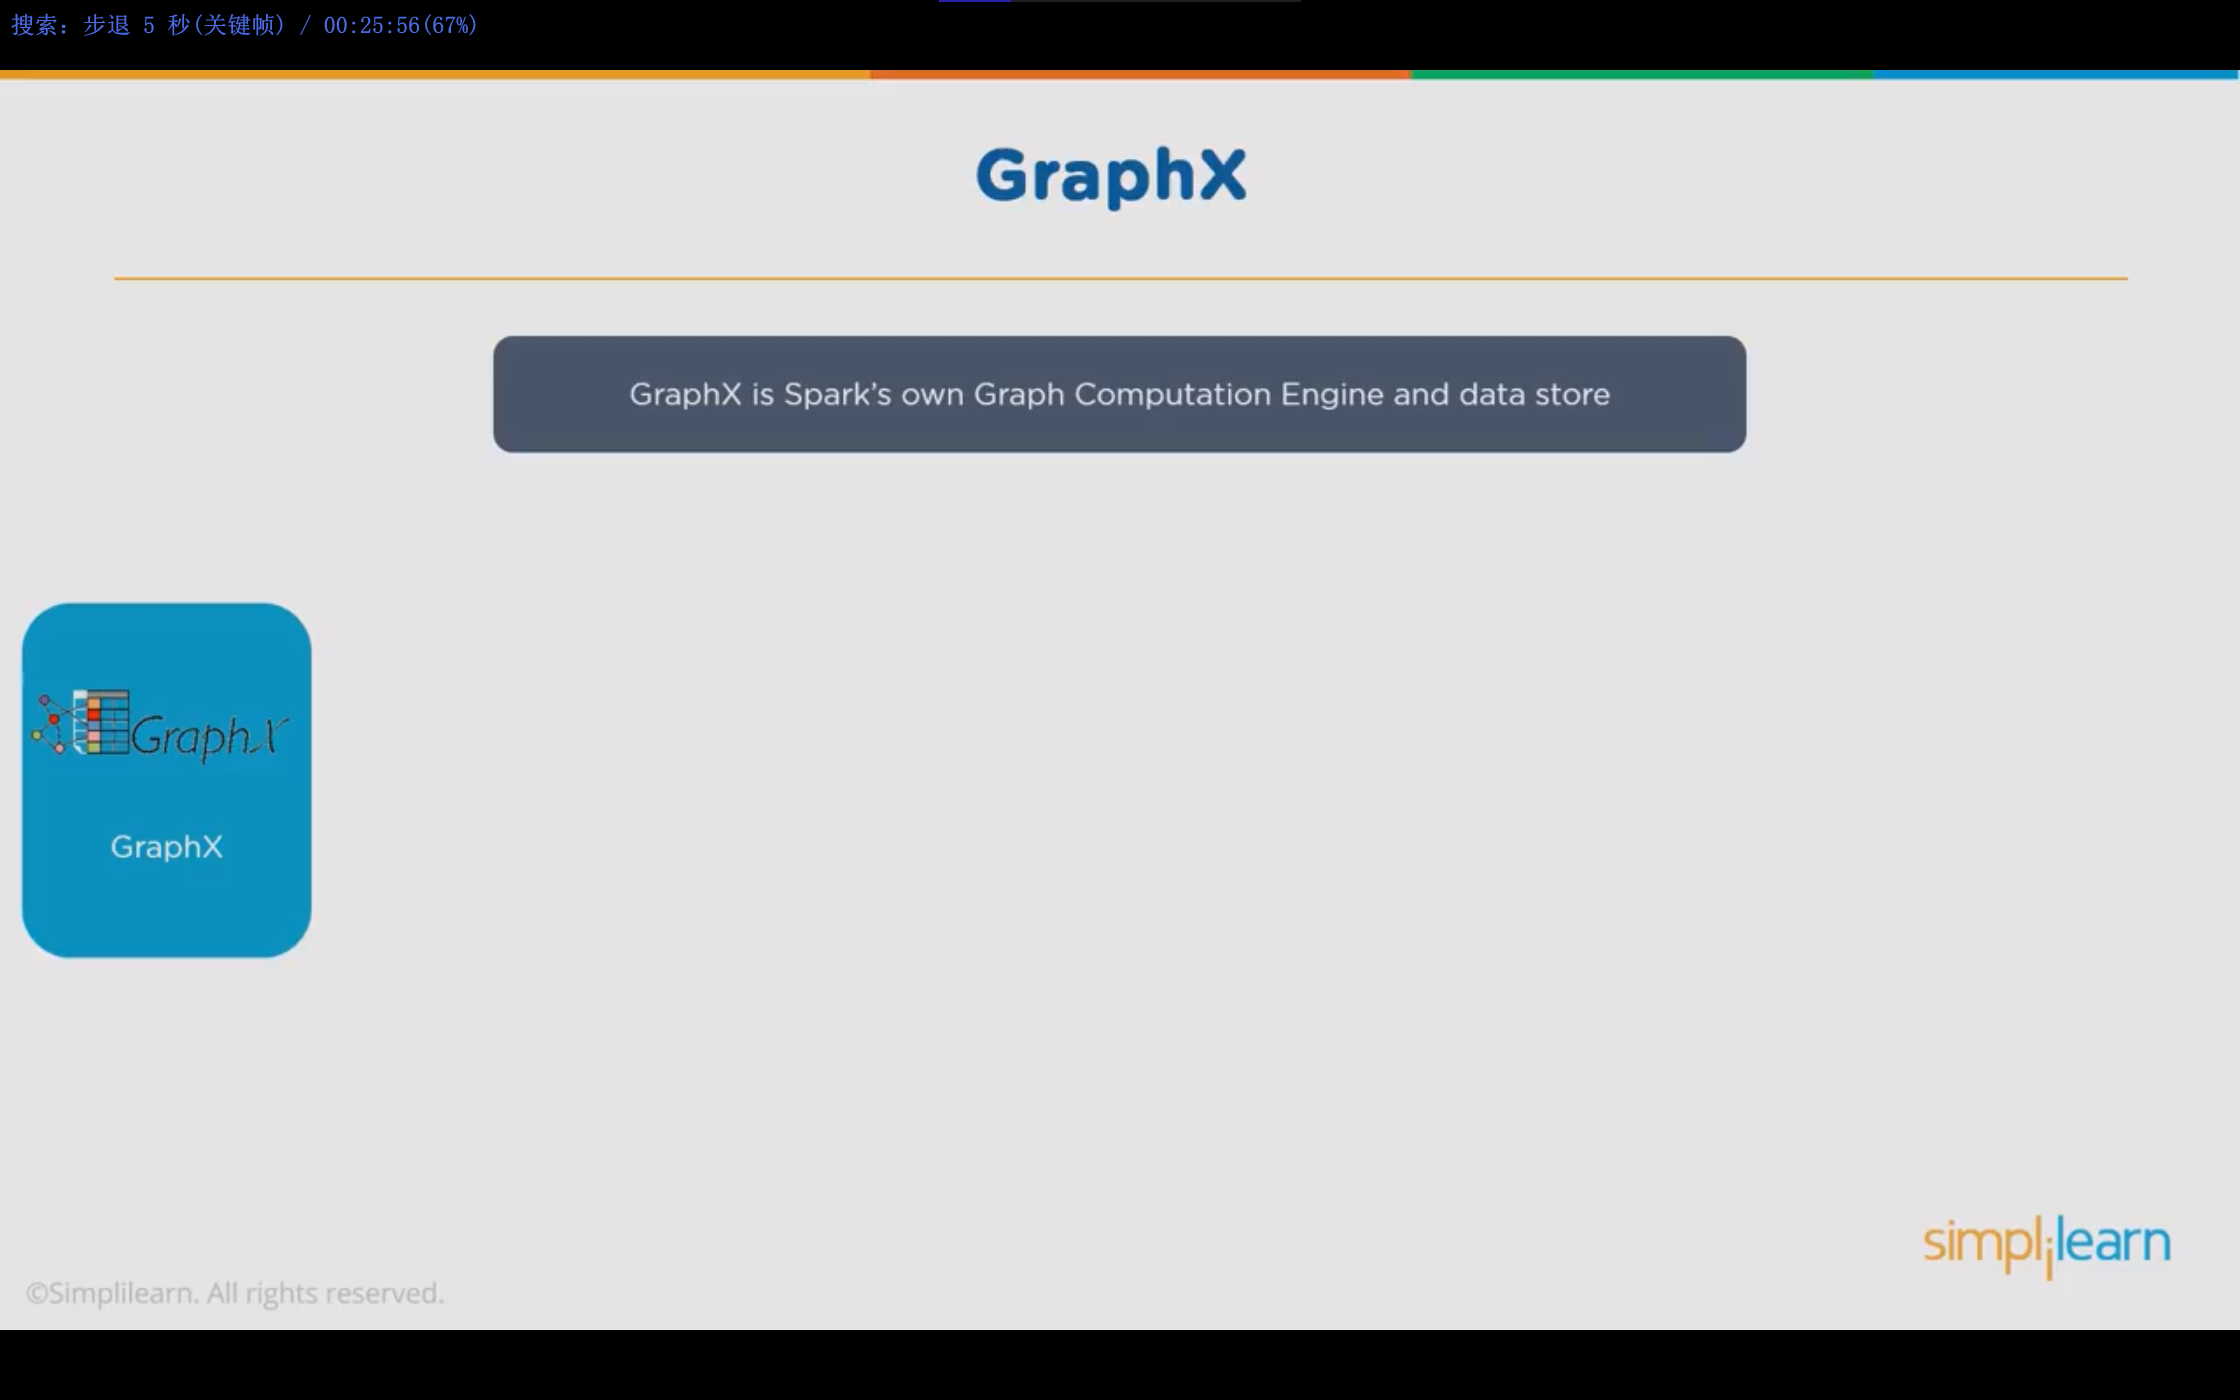 搜索: 步退 5 秒(关键帧) / 00:25:56(67%)
GraphX
GraphX is Spark's own Graph Computation Engine and data store
GraphX
GraphX
simplilearn
©Simplilearn. All rights reserved.